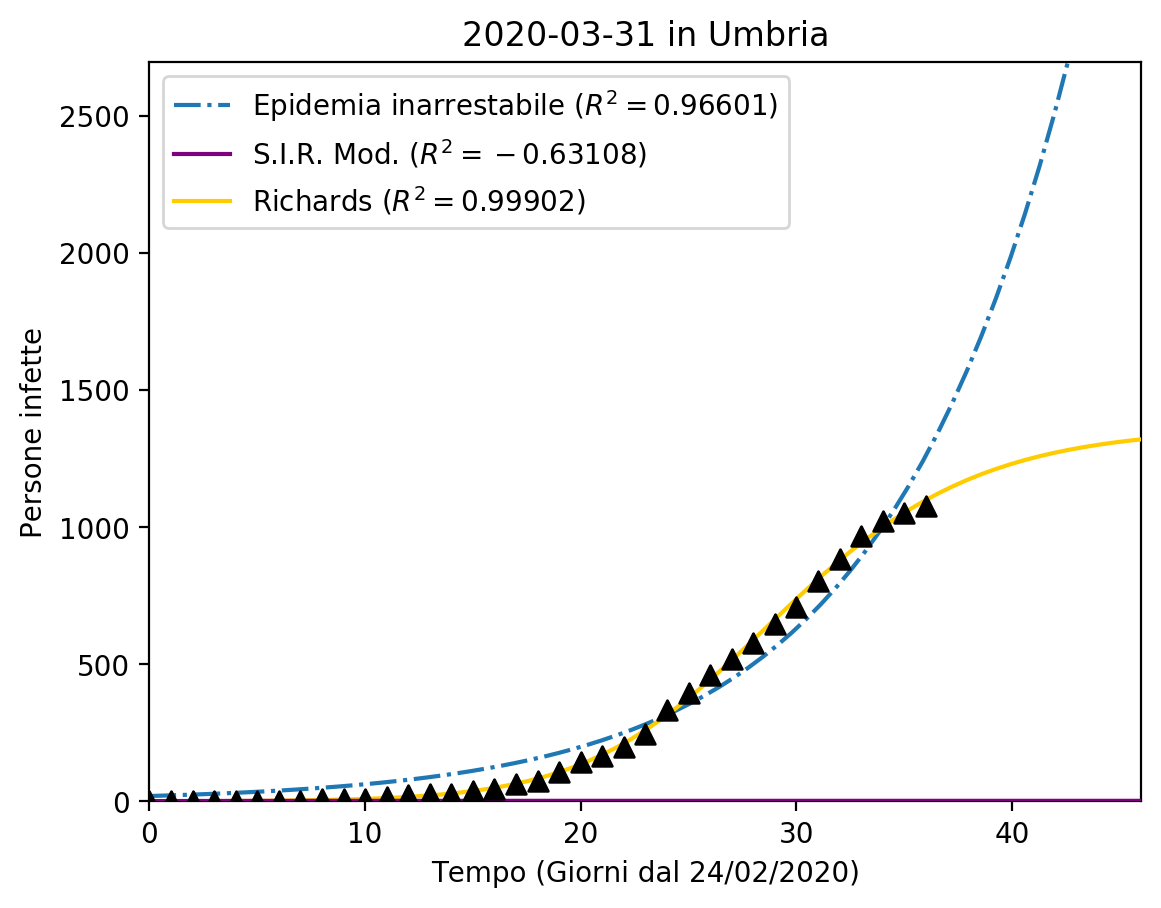 2020-03-31 in Umbria
Epidemia inarrestabile (R² = 0.96601)
S.I.R. Mod. (R² = −0.63108)
Richards (R² = 0.99902)
2500
2000
1500
1000
500
0
Persone infette
0 10 20 30 40
Tempo (Giorni dal 24/02/2020)